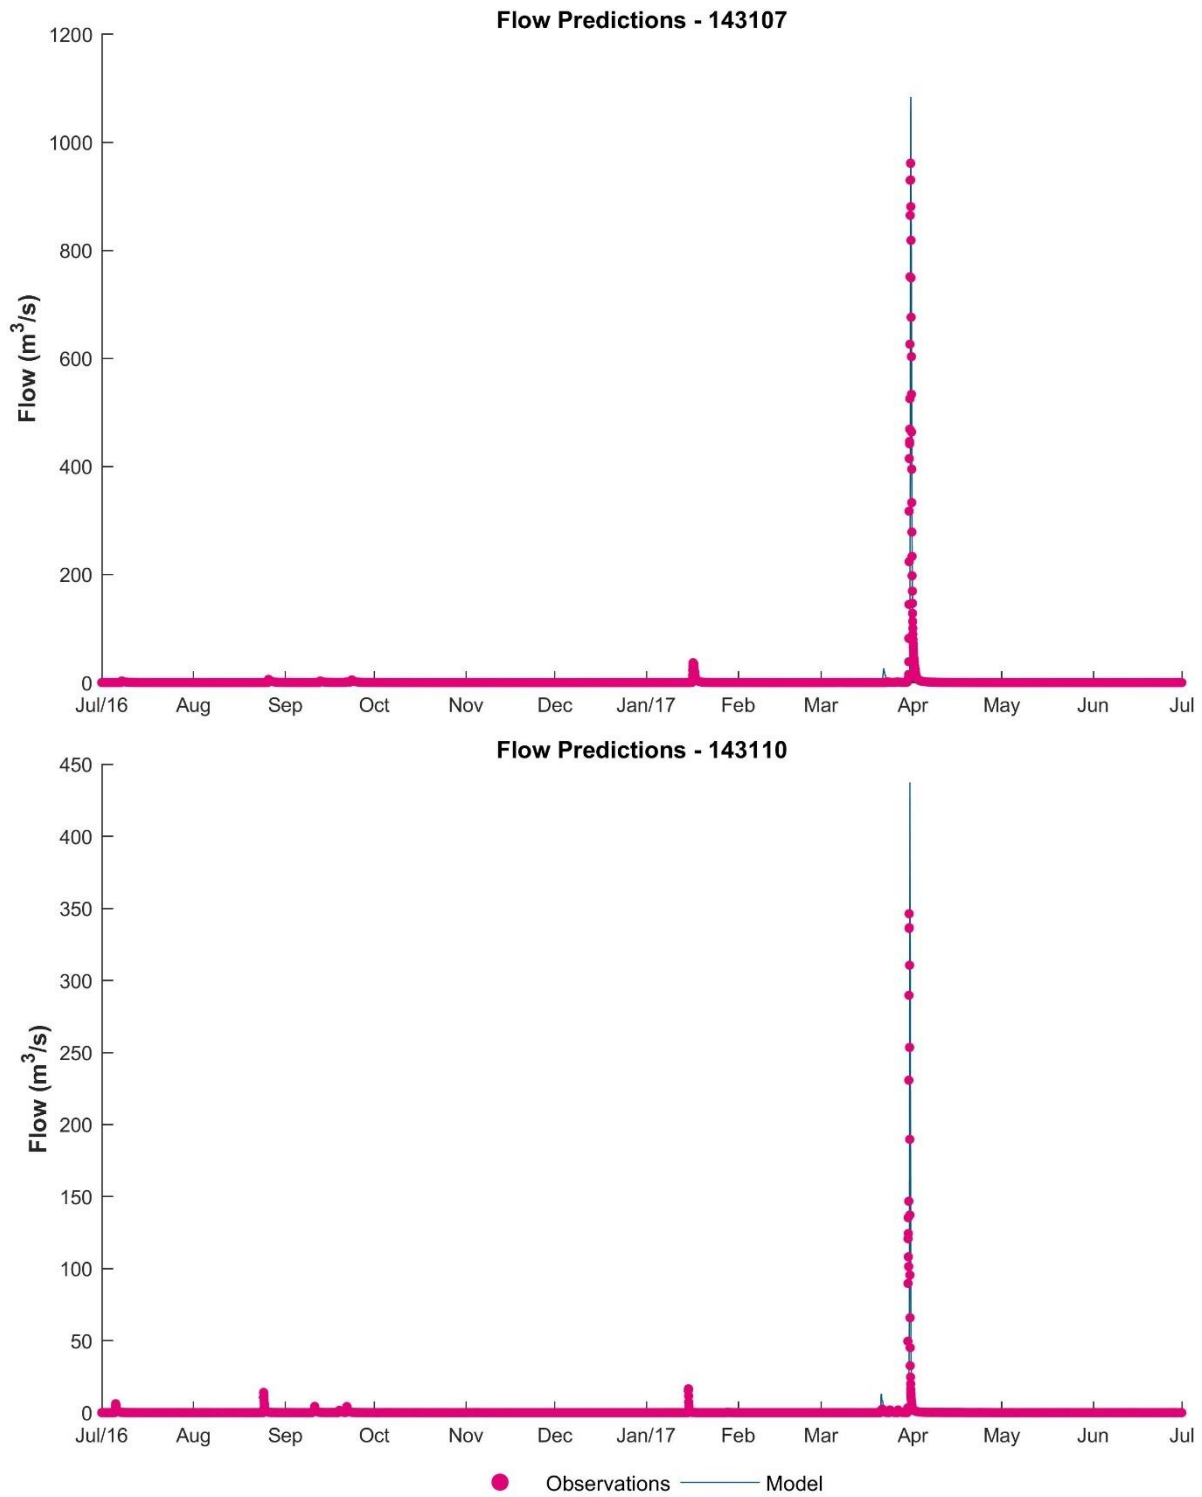 Flow Predictions - 143107
1200
1000
800
600
400
200
0
Flow (m³/s)
Jul/16 Aug Sep Oct Nov Dec Jan/17 Feb Mar Apr May Jun Jul
Flow Predictions - 143110
450
400
350
300
250
200
150
100
50
0
Flow (m³/s)
Jul/16 Aug Sep Oct Nov Dec Jan/17 Feb Mar Apr May Jun Jul
Observations Model